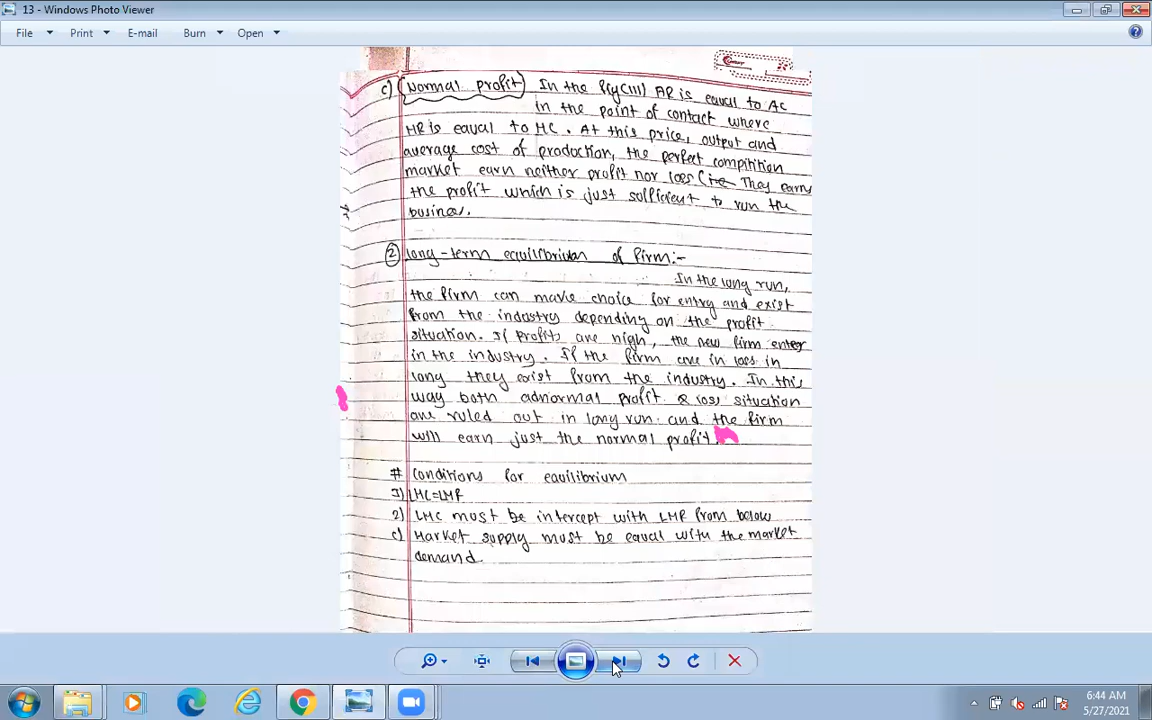 13 - Windows Photo Viewer
File Print E-mail Burn Open
c) Normal profit In the fig(III) AR is equal to AC
in the point of contact where
MR is equal to MC. At this price, output and
average cost of production, the perfect compitition
market earn neither profit nor loss (i.e They earns
the profit which is just sufficient to run the
business.
2 long-term equilibrium of firm:-
In the long run,
the firm can make choice for entry and exist
from the industry depending on the profit
situation. If profits are high, the new firm enter
in the industry. If the firm are in loss in
long they exist from the industry. In this
way both adnormal profit & loss situation
are ruled out in long run. and the firm
will earn just the normal profit.
# Conditions for equilibrium
1) LMC=LMR
2) LMC must be intercept with LMR from below
c) Market supply must be equal with the market
demand.
6:44 AM
5/27/2021